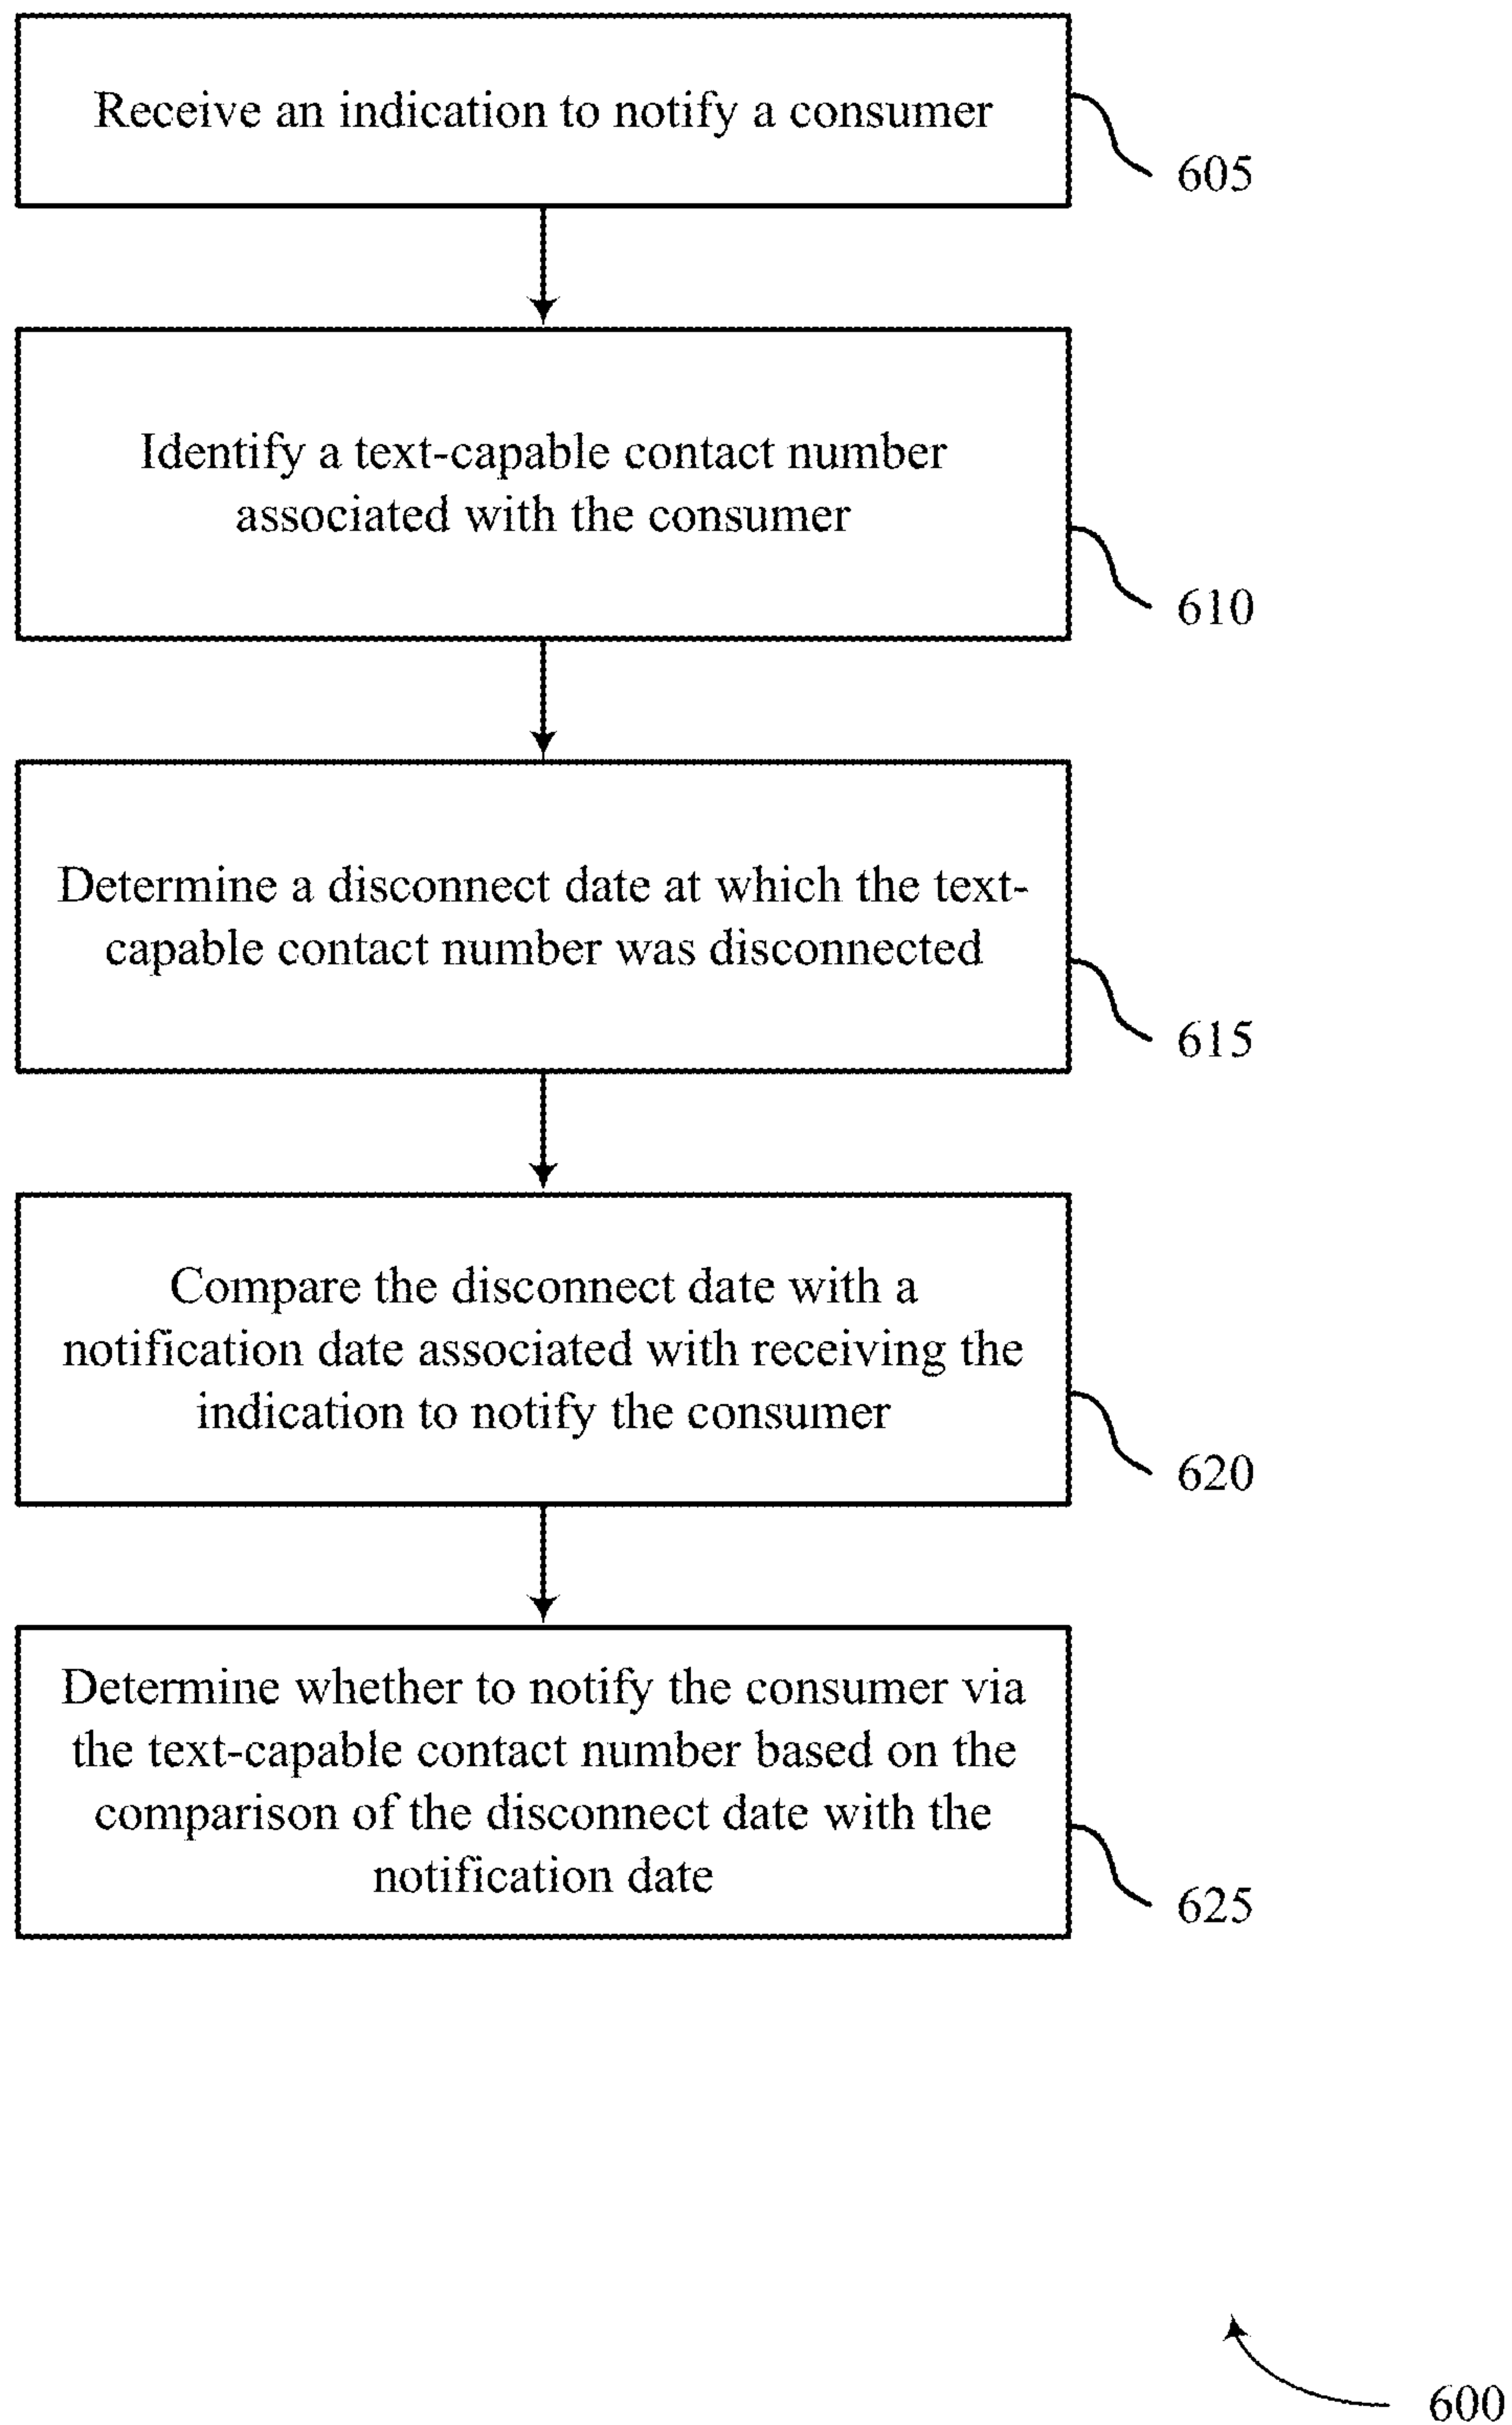 Receive an indication to notify a consumer
605
Identify a text-capable contact number
associated with the consumer
610
Determine a disconnect date at which the text-
capable contact number was disconnected
615
Compare the disconnect date with a
notification date associated with receiving the
indication to notify the consumer
620
Determine whether to notify the consumer via
the text-capable contact number based on the
comparison of the disconnect date with the
notification date
625
600